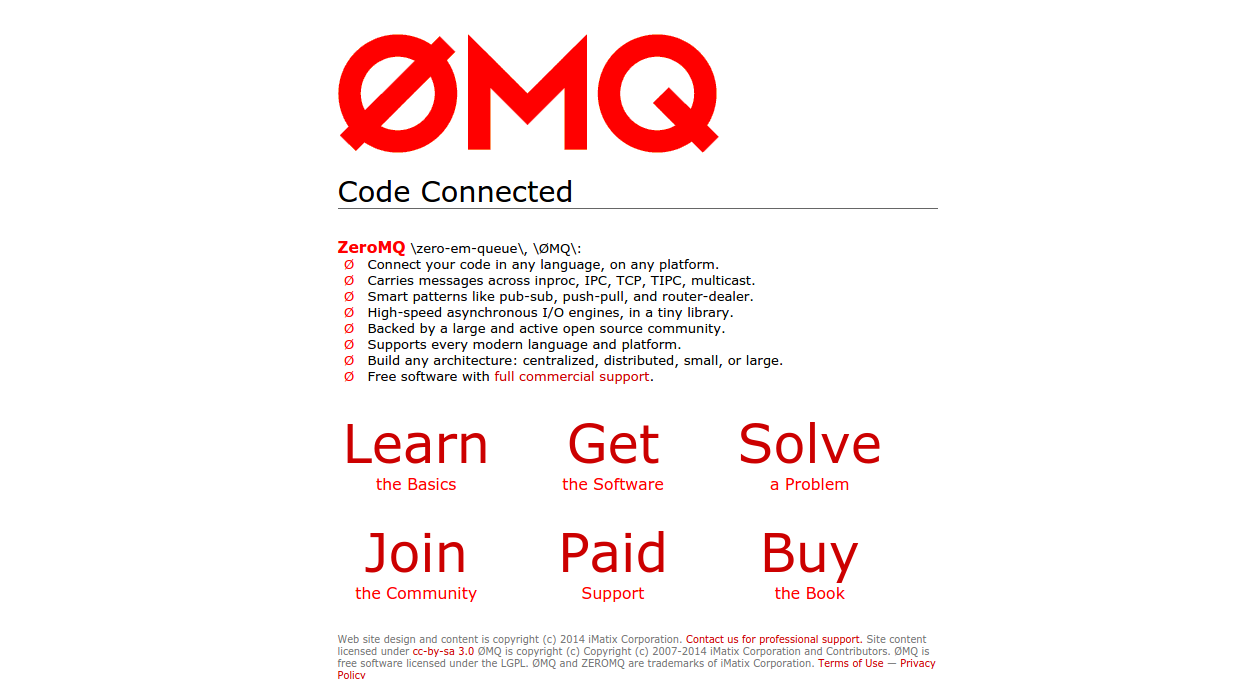 ØMQ
Code Connected
ZeroMQ \zero-em-queue\, \ØMQ\:
Ø Connect your code in any language, on any platform.
Ø Carries messages across inproc, IPC, TCP, TIPC, multicast.
Ø Smart patterns like pub-sub, push-pull, and router-dealer.
Ø High-speed asynchronous I/O engines, in a tiny library.
Ø Backed by a large and active open source community.
Ø Supports every modern language and platform.
Ø Build any architecture: centralized, distributed, small, or large.
Ø Free software with full commercial support.
Learn Get Solve
the Basics the Software a Problem
Join Paid Buy
the Community Support the Book
Web site design and content is copyright (c) 2014 iMatix Corporation. Contact us for professional support. Site content
licensed under cc-by-sa 3.0 ØMQ is copyright (c) Copyright (c) 2007-2014 iMatix Corporation and Contributors. ØMQ is
free software licensed under the LGPL. ØMQ and ZEROMQ are trademarks of iMatix Corporation. Terms of Use — Privacy
Policy